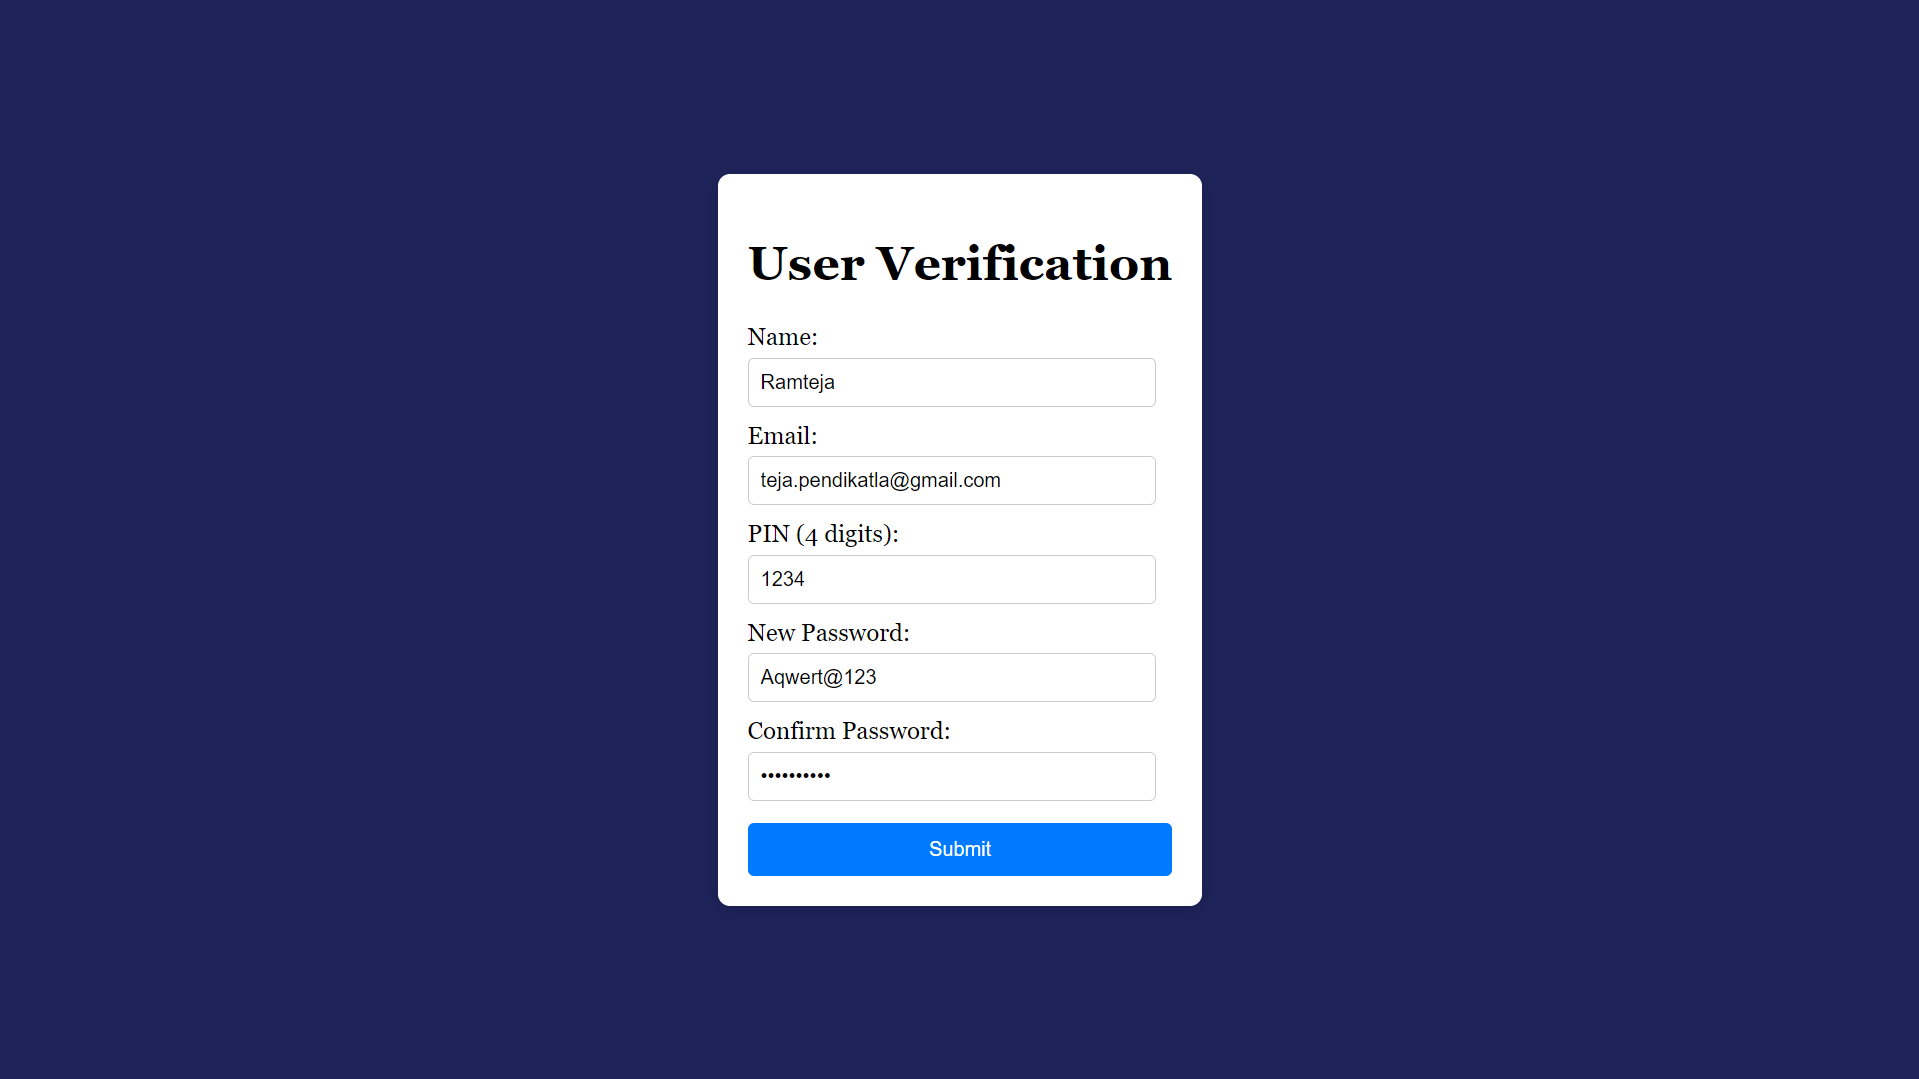 User Verification
Name:
Ramteja
Email:
teja.pendikatla@gmail.com
PIN (4 digits):
1234
New Password:
Aqwert@123
Confirm Password:
••••••••••
Submit